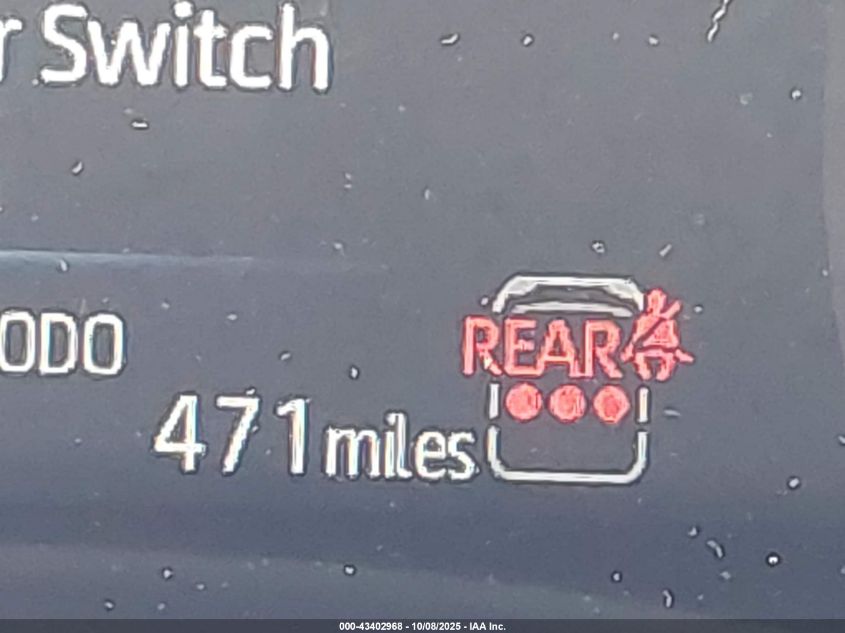 r Switch
ODO
471 miles
REAR
000-43402968 - 10/08/2025 - IAA Inc.